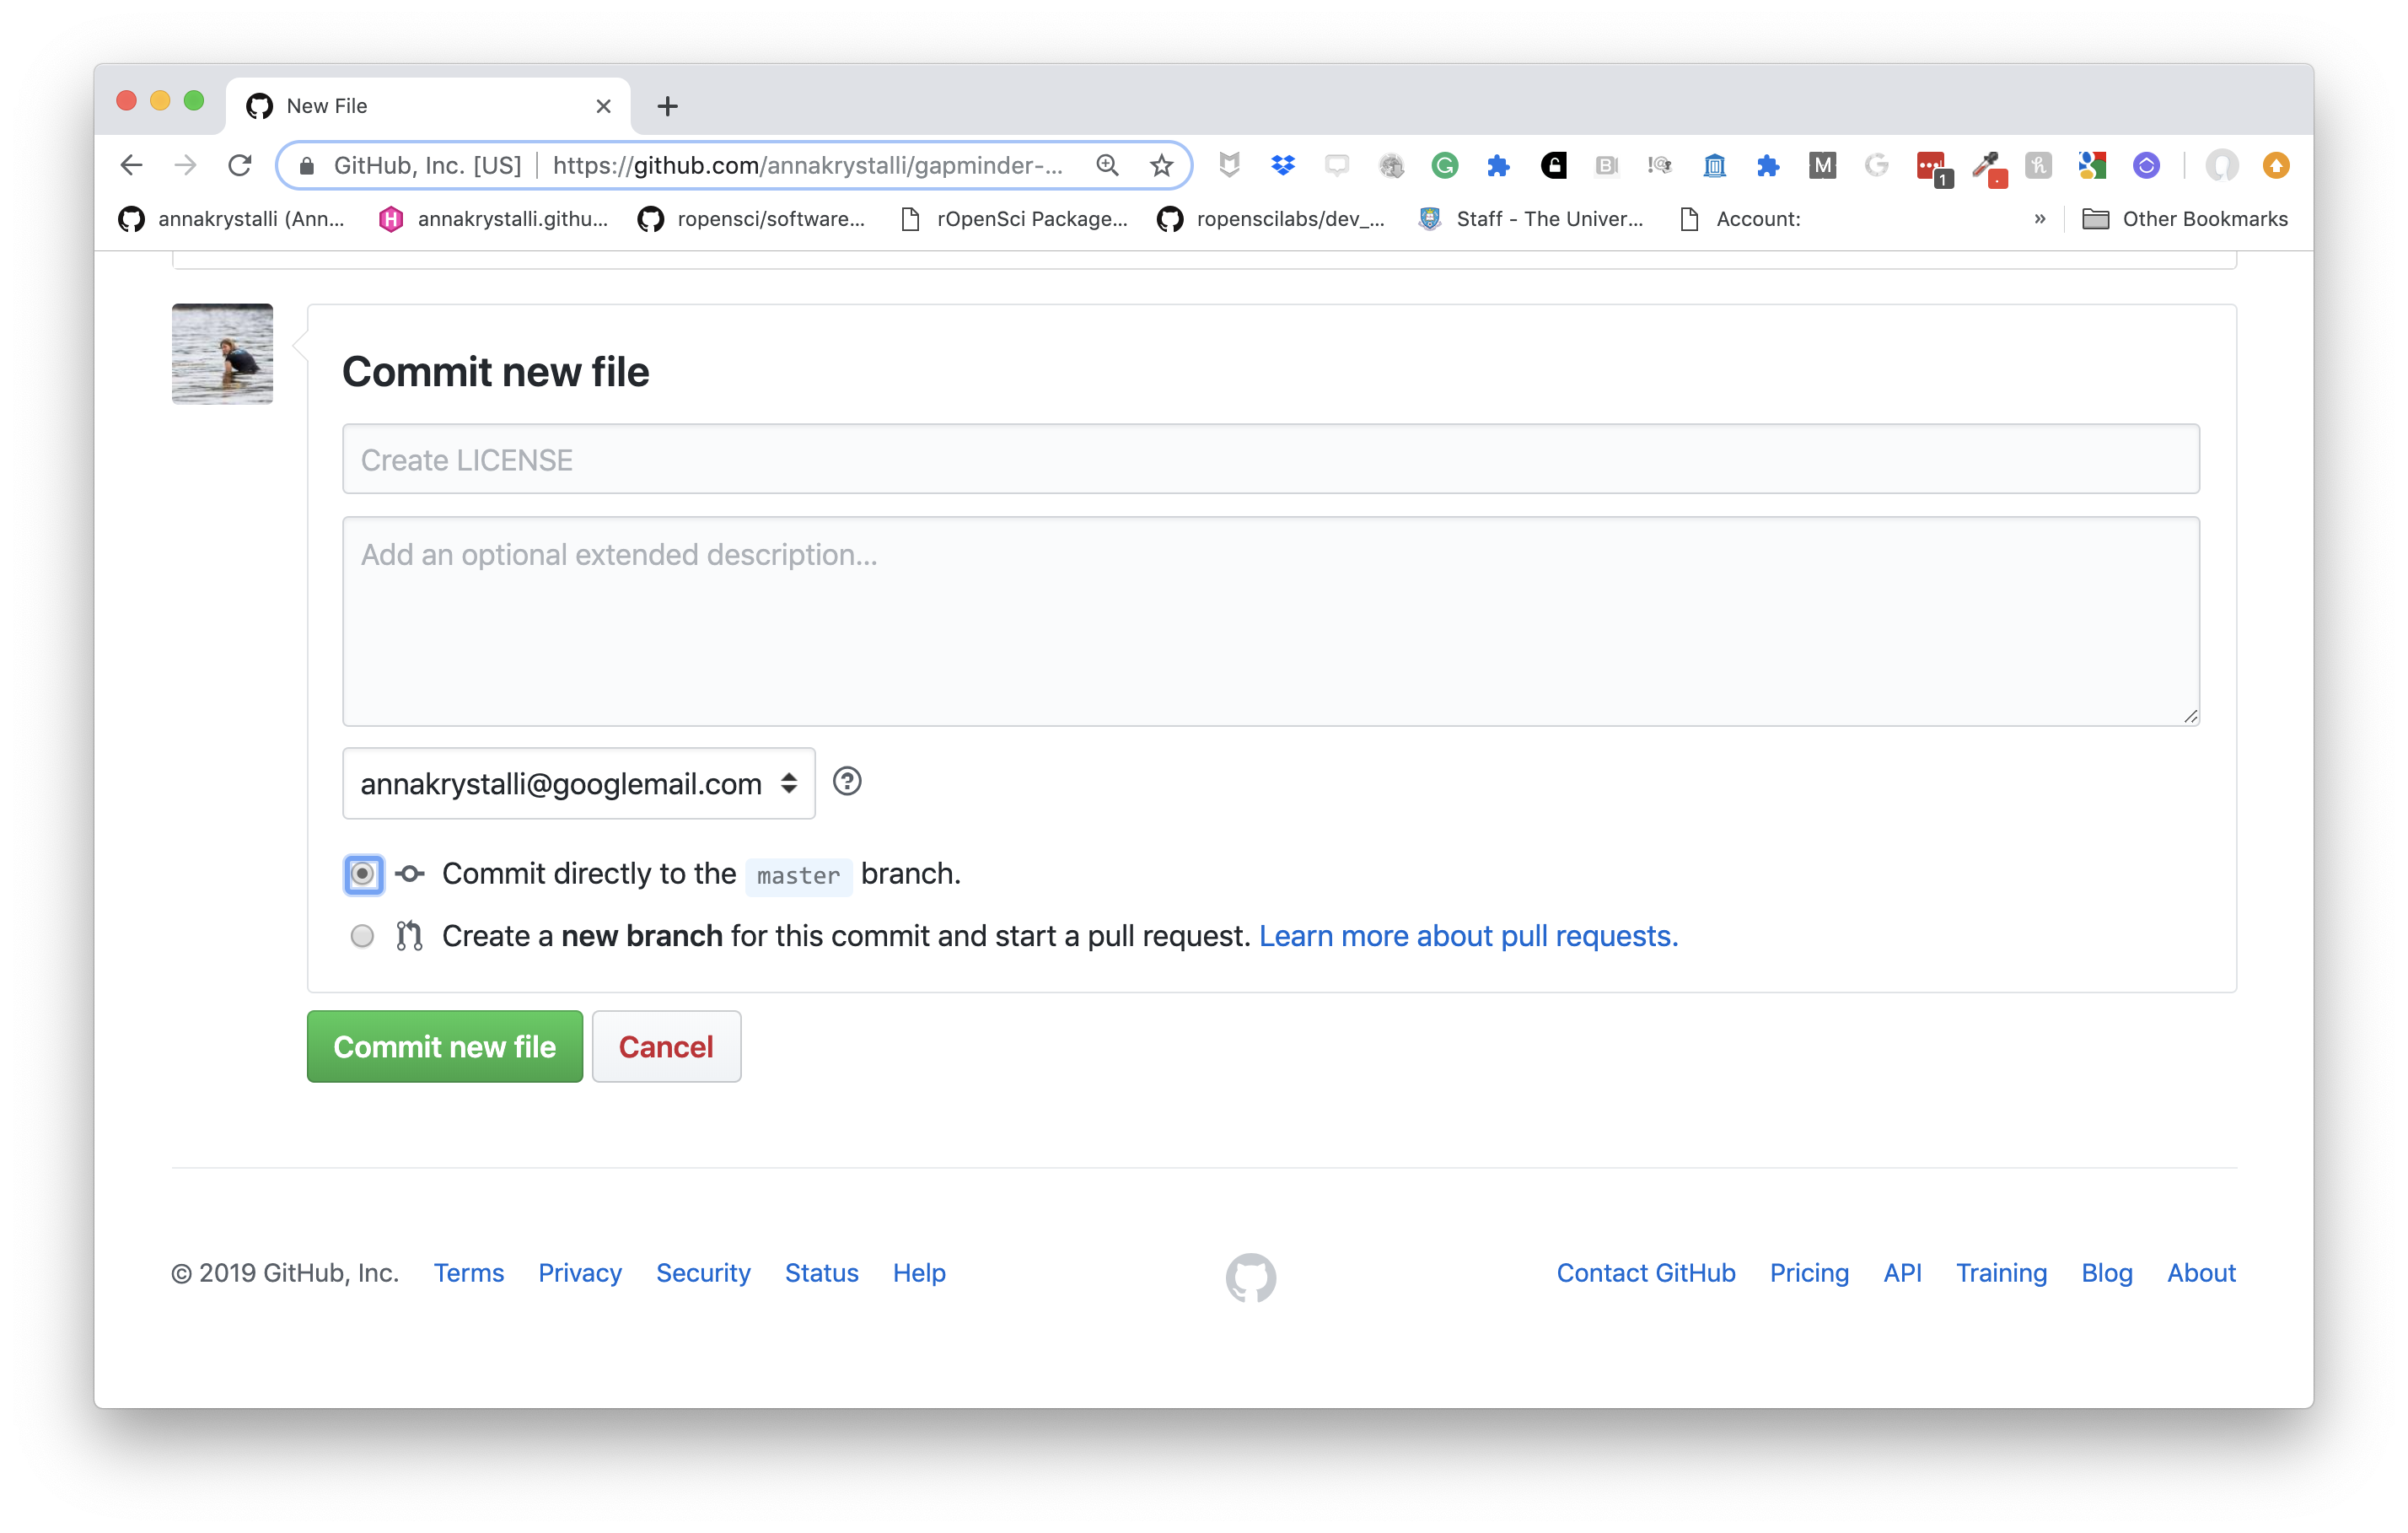 New File
GitHub, Inc. [US] | https://github.com/annakrystalli/gapminder-...
annakrystalli (Ann... annakrystalli.githu... ropensci/software... rOpenSci Package... ropenscilabs/dev_... Staff - The Univer... Account: » Other Bookmarks
Commit new file
Create LICENSE
Add an optional extended description...
annakrystalli@googlemail.com
Commit directly to the master branch.
Create a new branch for this commit and start a pull request. Learn more about pull requests.
Commit new file Cancel
© 2019 GitHub, Inc. Terms Privacy Security Status Help Contact GitHub Pricing API Training Blog About